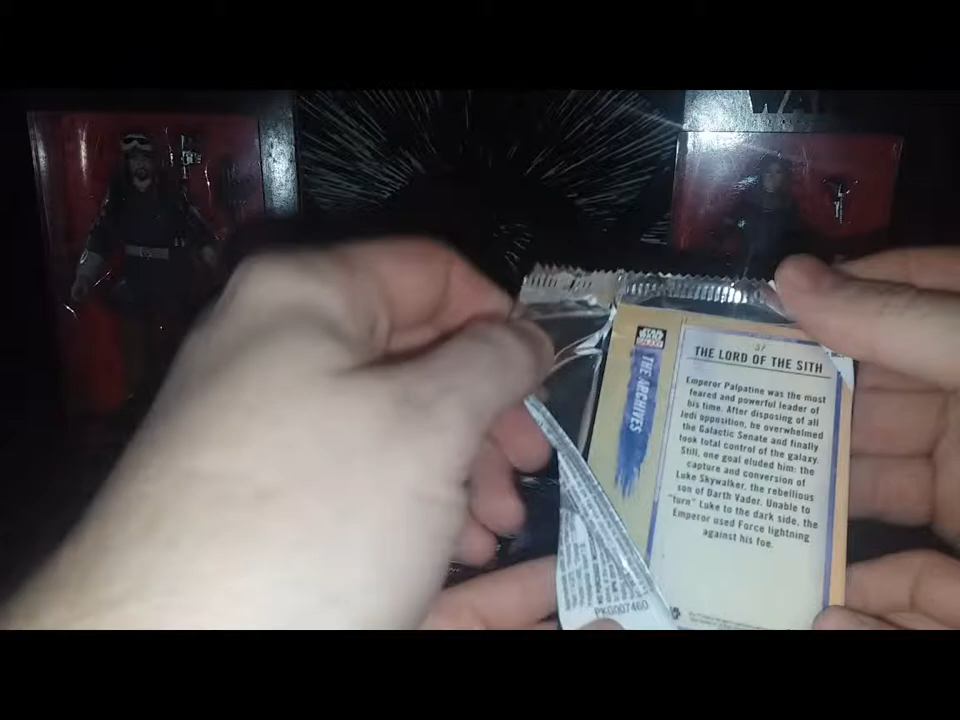 STAR WARS
GALAXY
THE ARCHIVES
37
THE LORD OF THE SITH
Emperor Palpatine was the most
feared and powerful leader of
his time. After disposing of all
Jedi opposition, he overwhelmed
the Galactic Senate and finally
took total control of the galaxy.
Still, one goal eluded him: the
capture and conversion of
Luke Skywalker, the rebellious
son of Darth Vader. Unable to
"turn" Luke to the dark side, the
Emperor used Force lightning
against his foe.
PKG007460